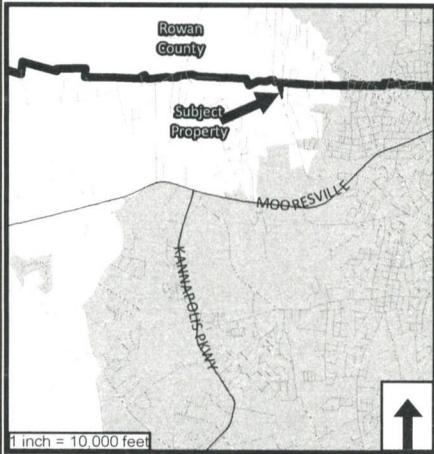 Rowan
County
Subject
Property
MOORESVILLE
KANNAPOLIS PKWY
1 inch = 10,000 feet